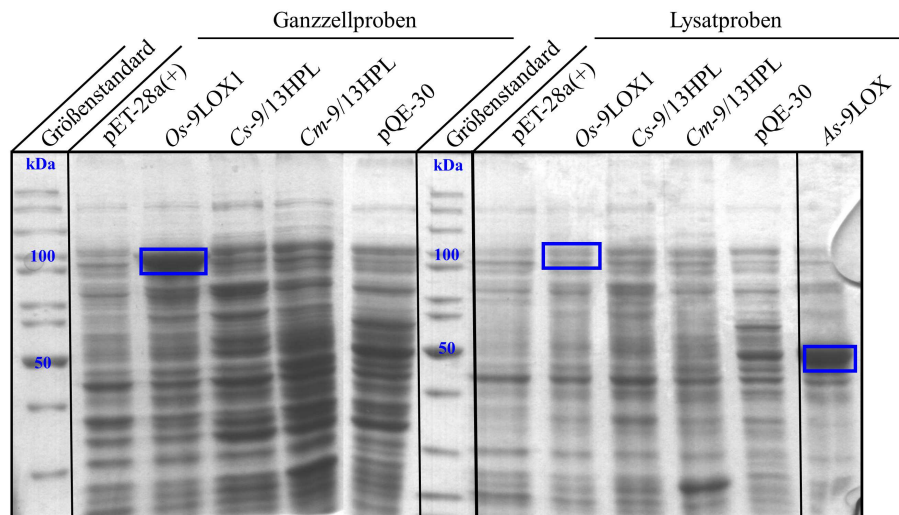 Ganzzellproben
Lysatproben
Größenstandard
pET-28a(+)
Os-9LOX1
Cs-9/13HPL
Cm-9/13HPL
pQE-30
Größenstandard
pET-28a(+)
Os-9LOX1
Cs-9/13HPL
Cm-9/13HPL
pQE-30
As-9LOX
kDa
kDa
100
100
50
50